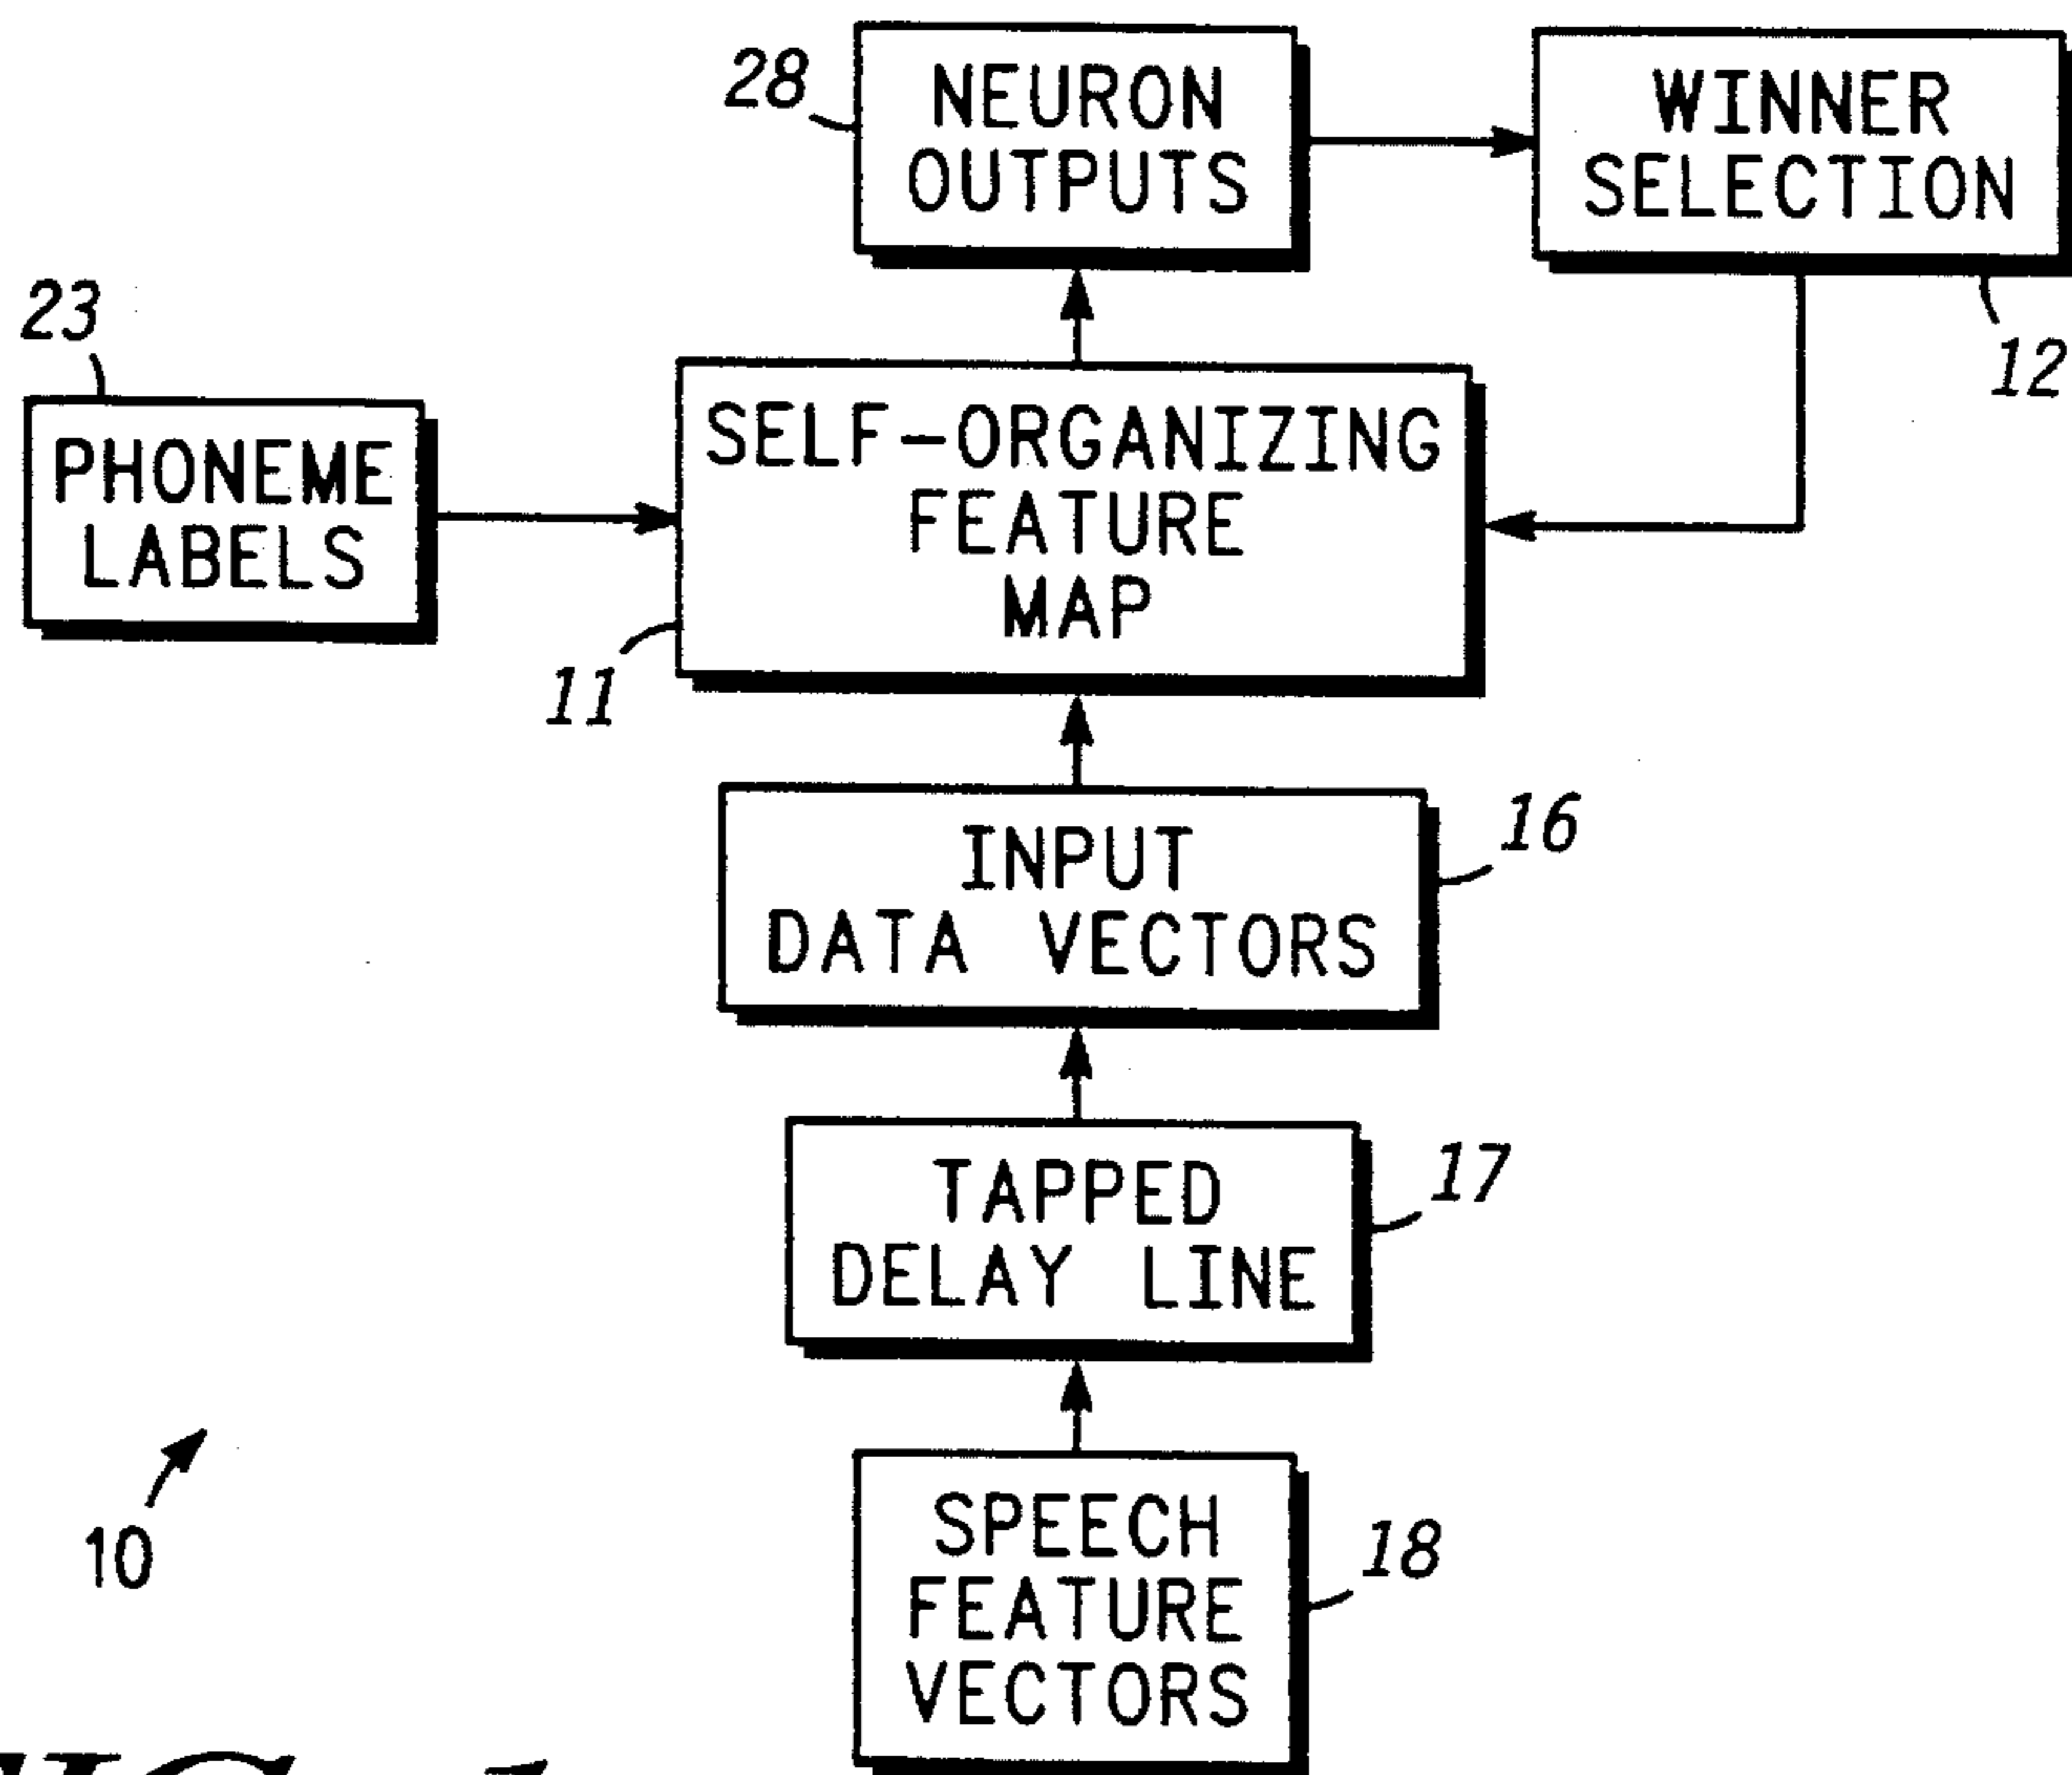 28
NEURON
OUTPUTS
WINNER
SELECTION
12
23
PHONEME
LABELS
SELF-ORGANIZING
FEATURE
MAP
11
INPUT
DATA VECTORS
16
TAPPED
DELAY LINE
17
10
SPEECH
FEATURE
VECTORS
18